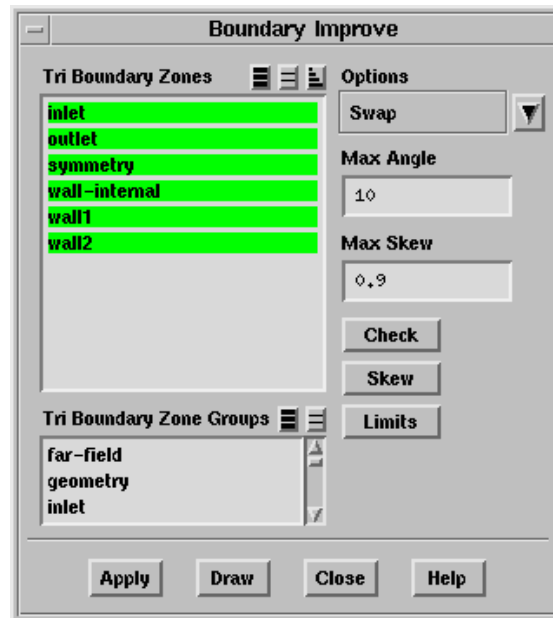 Boundary Improve
Tri Boundary Zones
inlet
outlet
symmetry
wall-internal
wall1
wall2
Tri Boundary Zone Groups
far-field
geometry
inlet
Options
Swap
Max Angle
10
Max Skew
0.9
Check
Skew
Limits
Apply Draw Close Help